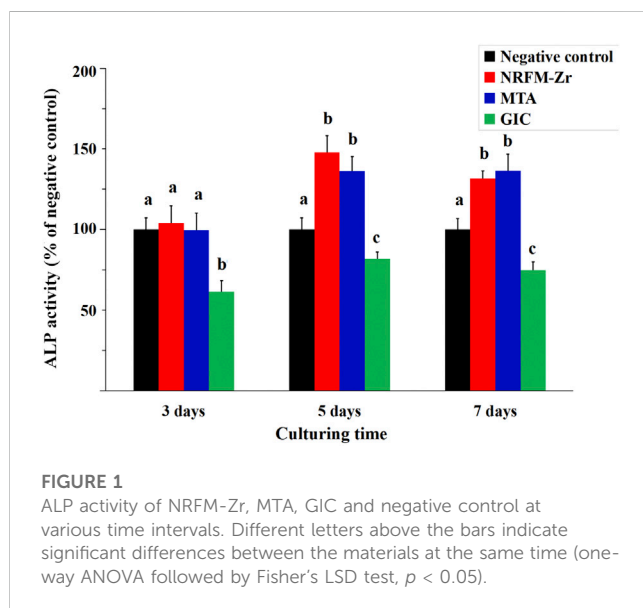 Negative control
NRFM-Zr
MTA
GIC
ALP activity (% of negative control)
200
150
100
50
a a a b
a b b c
a b b c
3 days 5 days 7 days
Culturing time
FIGURE 1
ALP activity of NRFM-Zr, MTA, GIC and negative control at
various time intervals. Different letters above the bars indicate
significant differences between the materials at the same time (one-
way ANOVA followed by Fisher's LSD test, p < 0.05).